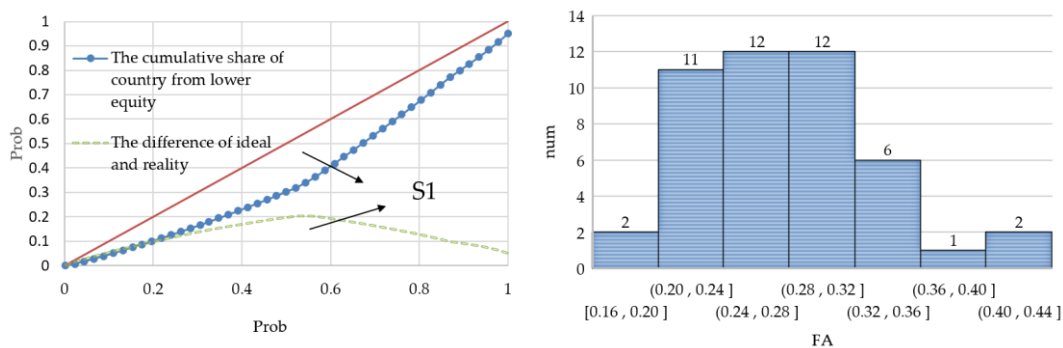 1
0.9
0.8
0.7
0.6
0.5
0.4
0.3
0.2
0.1
0
Prob
The cumulative share of
country from lower
equity
The difference of ideal
and reality
S1
0
0.2
0.4
0.6
0.8
1
Prob
14
12
10
8
6
4
2
0
num
2
11
12
12
6
1
2
(0.20 , 0.24 ]
(0.28 , 0.32 ]
(0.36 , 0.40 ]
[0.16 , 0.20 ]
(0.24 , 0.28 ]
(0.32 , 0.36 ]
(0.40 , 0.44 ]
FA